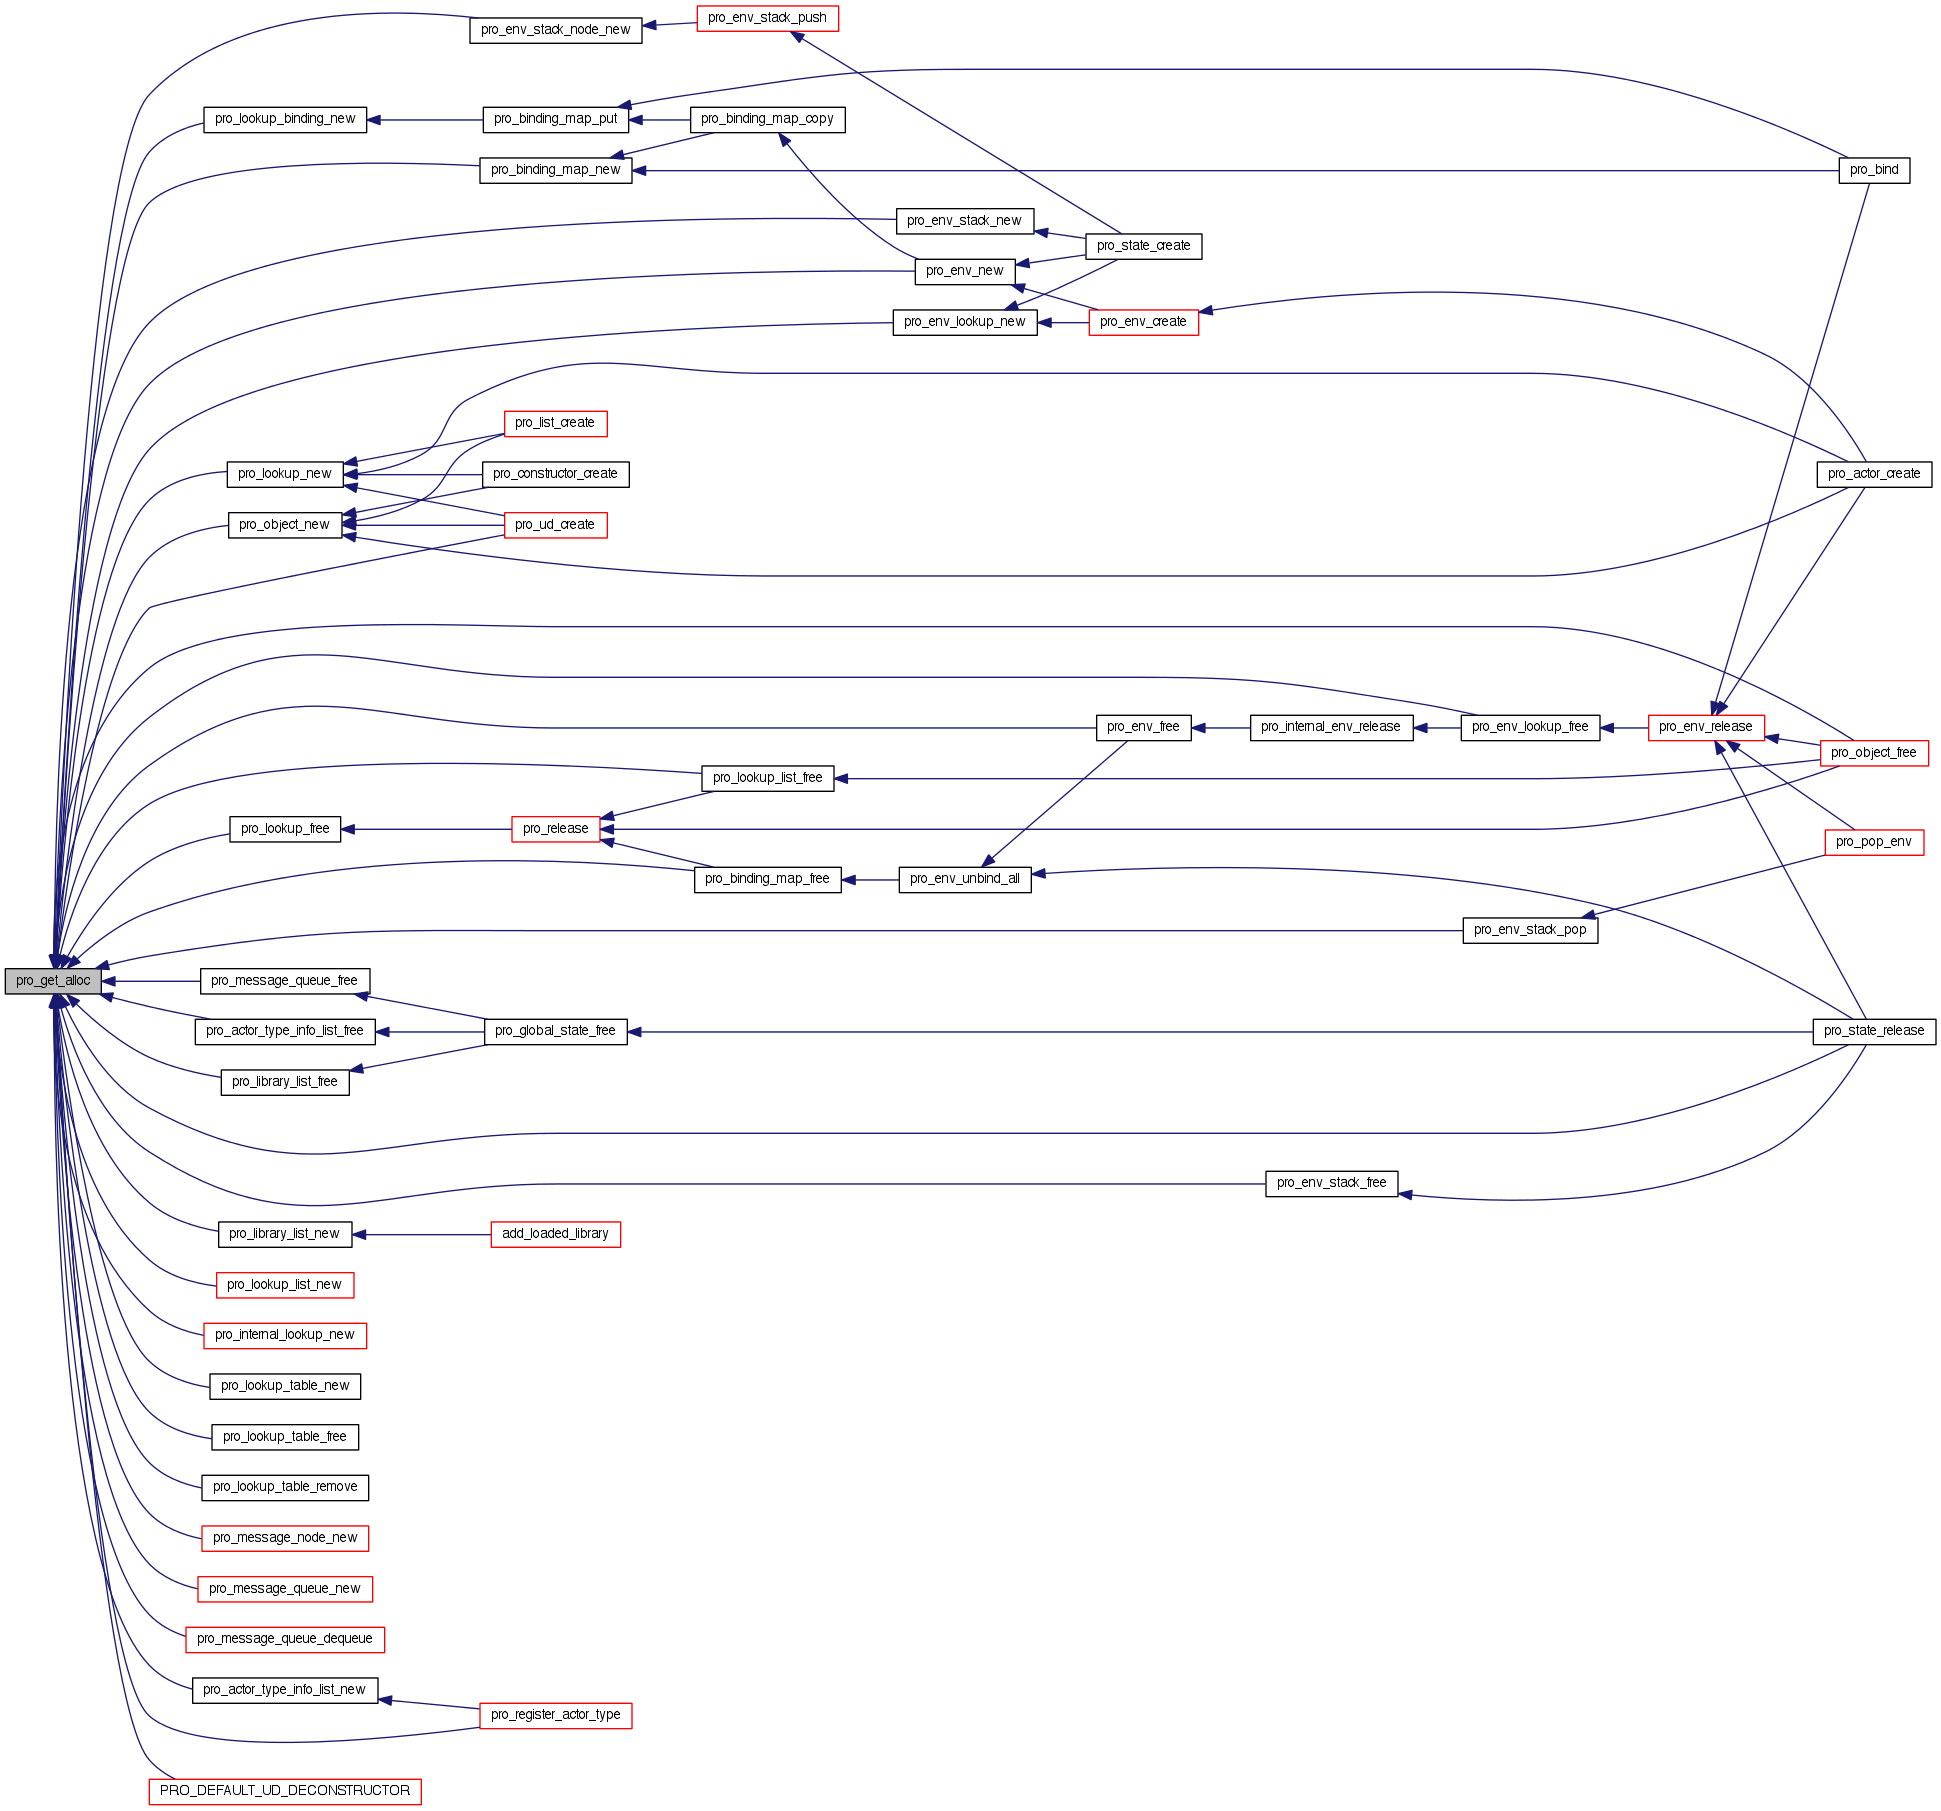 pro_env_stack_push
pro_env_stack_node_new
pro_lookup_binding_new
pro_binding_map_put
pro_binding_map_copy
pro_binding_map_new
pro_bind
pro_env_stack_new
pro_state_create
pro_env_new
pro_env_lookup_new
pro_env_create
pro_list_create
pro_lookup_new
pro_constructor_create
pro_actor_create
pro_object_new
pro_ud_create
pro_env_free
pro_internal_env_release
pro_env_lookup_free
pro_env_release
pro_object_free
pro_lookup_list_free
pro_lookup_free
pro_release
pro_pop_env
pro_binding_map_free
pro_env_unbind_all
pro_env_stack_pop
pro_get_alloc
pro_message_queue_free
pro_actor_type_info_list_free
pro_global_state_free
pro_state_release
pro_library_list_free
pro_env_stack_free
pro_library_list_new
add_loaded_library
pro_lookup_list_new
pro_internal_lookup_new
pro_lookup_table_new
pro_lookup_table_free
pro_lookup_table_remove
pro_message_node_new
pro_message_queue_new
pro_message_queue_dequeue
pro_actor_type_info_list_new
pro_register_actor_type
PRO_DEFAULT_UD_DECONSTRUCTOR